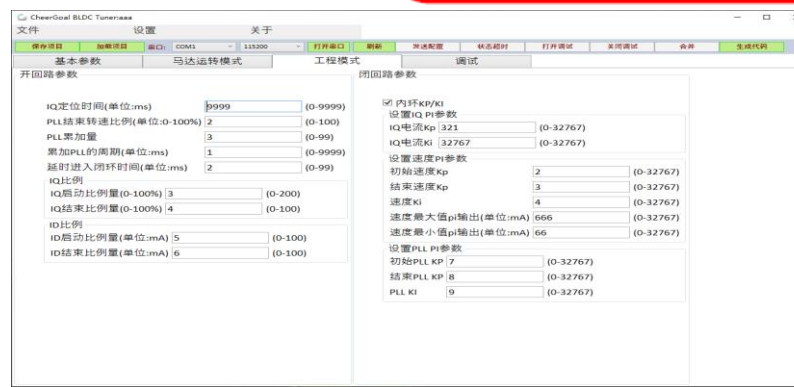 CheerGoal BLDC Tuner:aaa
文件 设置 关于
保存项目 加载项目 串口: COM1 115200 打开串口 刷新 发送配置 状态超时 打开调试 关闭调试 合并 生成代码
基本参数 马达运转模式 工程模式 调试
开回路参数
IQ定位时间(单位:ms) 9999 (0-9999)
PLL结束转速比例(单位:0-100%) 2 (0-100)
PLL累加量 3 (0-99)
累加PLL的周期(单位:ms) 1 (0-9999)
延时进入闭环时间(单位:ms) 2 (0-99)
IQ比例
IQ启动比例量(0-100%) 3 (0-200)
IQ结束比例量(0-100%) 4 (0-100)
ID比例
ID启动比例量(单位:mA) 5 (0-100)
ID结束比例量(单位:mA) 6 (0-100)
闭回路参数
内环KP/KI
设置IQ PI参数
IQ电流Kp 321 (0-32767)
IQ电流Ki 32767 (0-32767)
设置速度PI参数
初始速度Kp 2 (0-32767)
结束速度Kp 3 (0-32767)
速度Ki 4 (0-32767)
速度最大值pi输出(单位:mA) 666 (0-32767)
速度最小值pi输出(单位:mA) 66 (0-32767)
设置PLL PI参数
初始PLL KP 7 (0-32767)
结束PLL KP 8 (0-32767)
PLL KI 9 (0-32767)